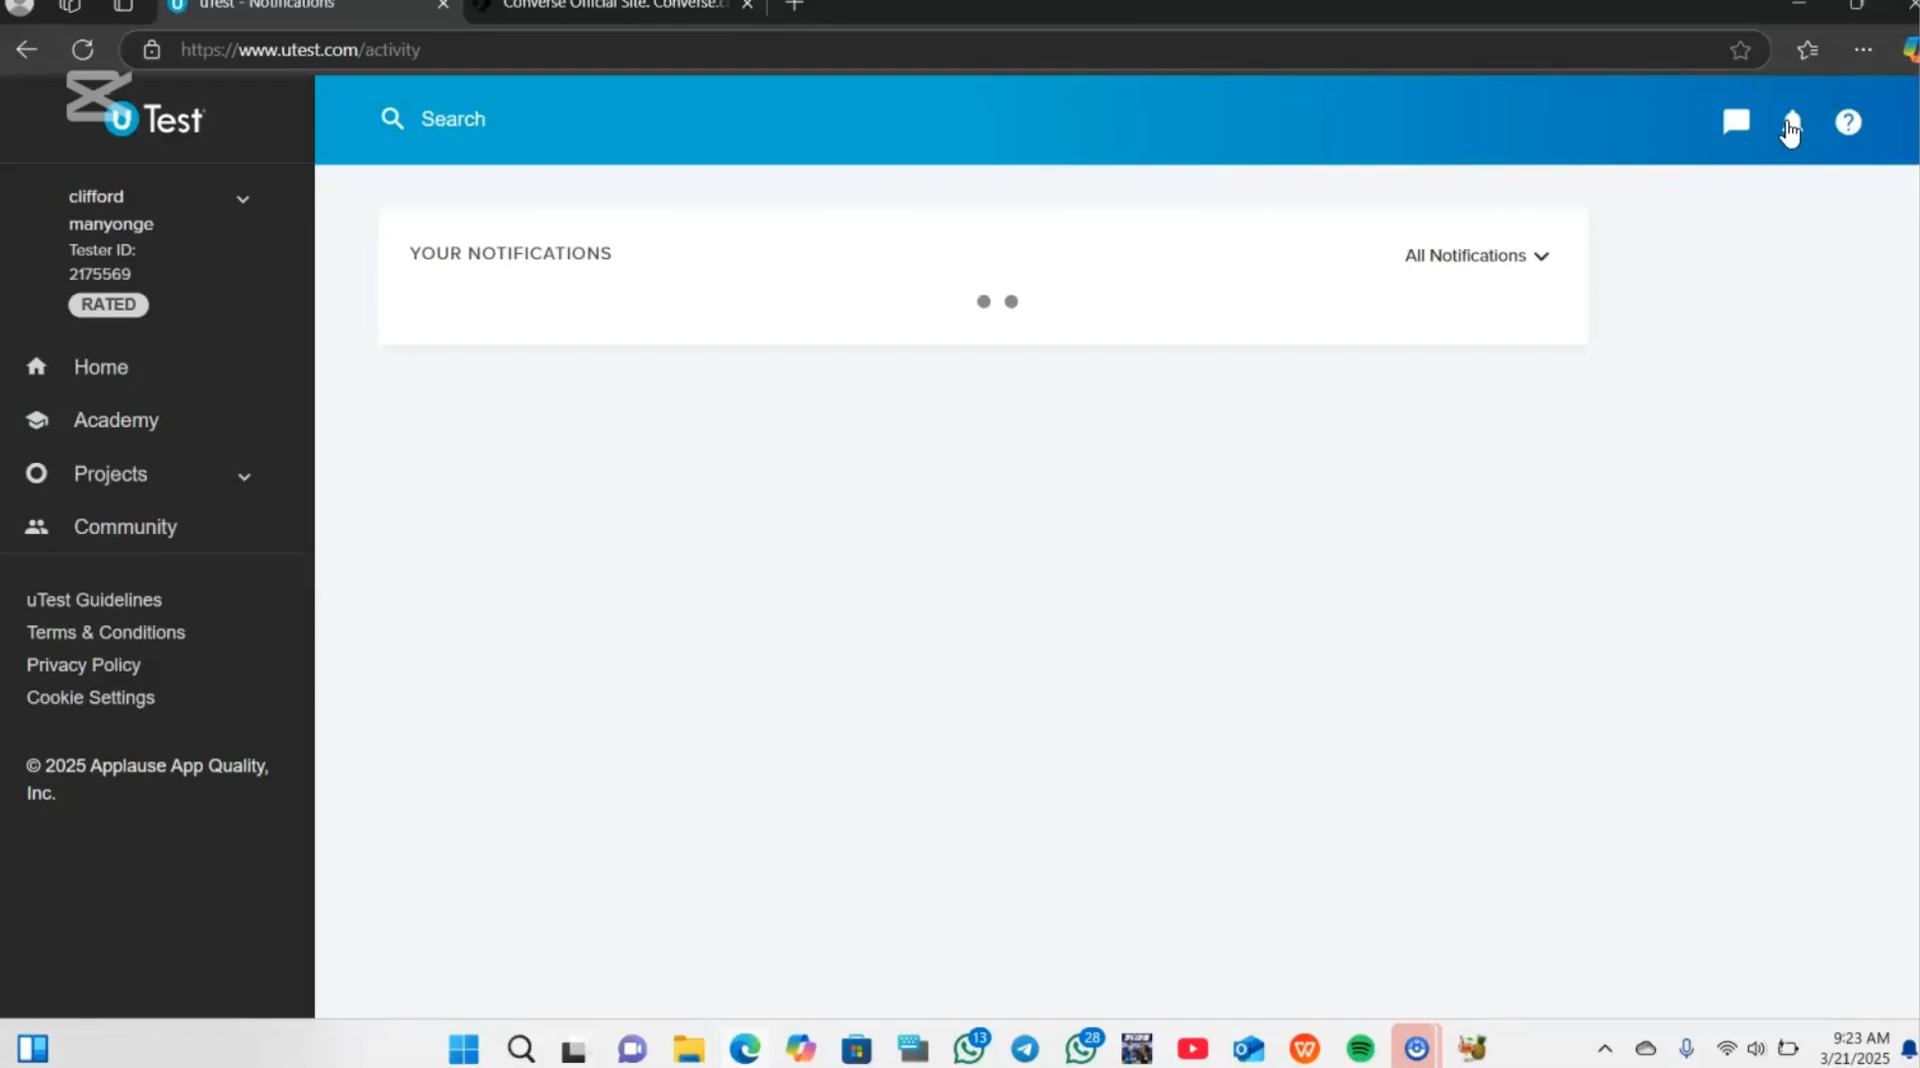 uTest - Notifications
Converse Official Site. Converse.c
https://www.utest.com/activity
uTest
Search
clifford
manyonge
Tester ID:
2175569
RATED
Home
Academy
Projects
Community
uTest Guidelines
Terms & Conditions
Privacy Policy
Cookie Settings
© 2025 Applause App Quality,
Inc.
YOUR NOTIFICATIONS
All Notifications
13
28
9:23 AM
3/21/2025